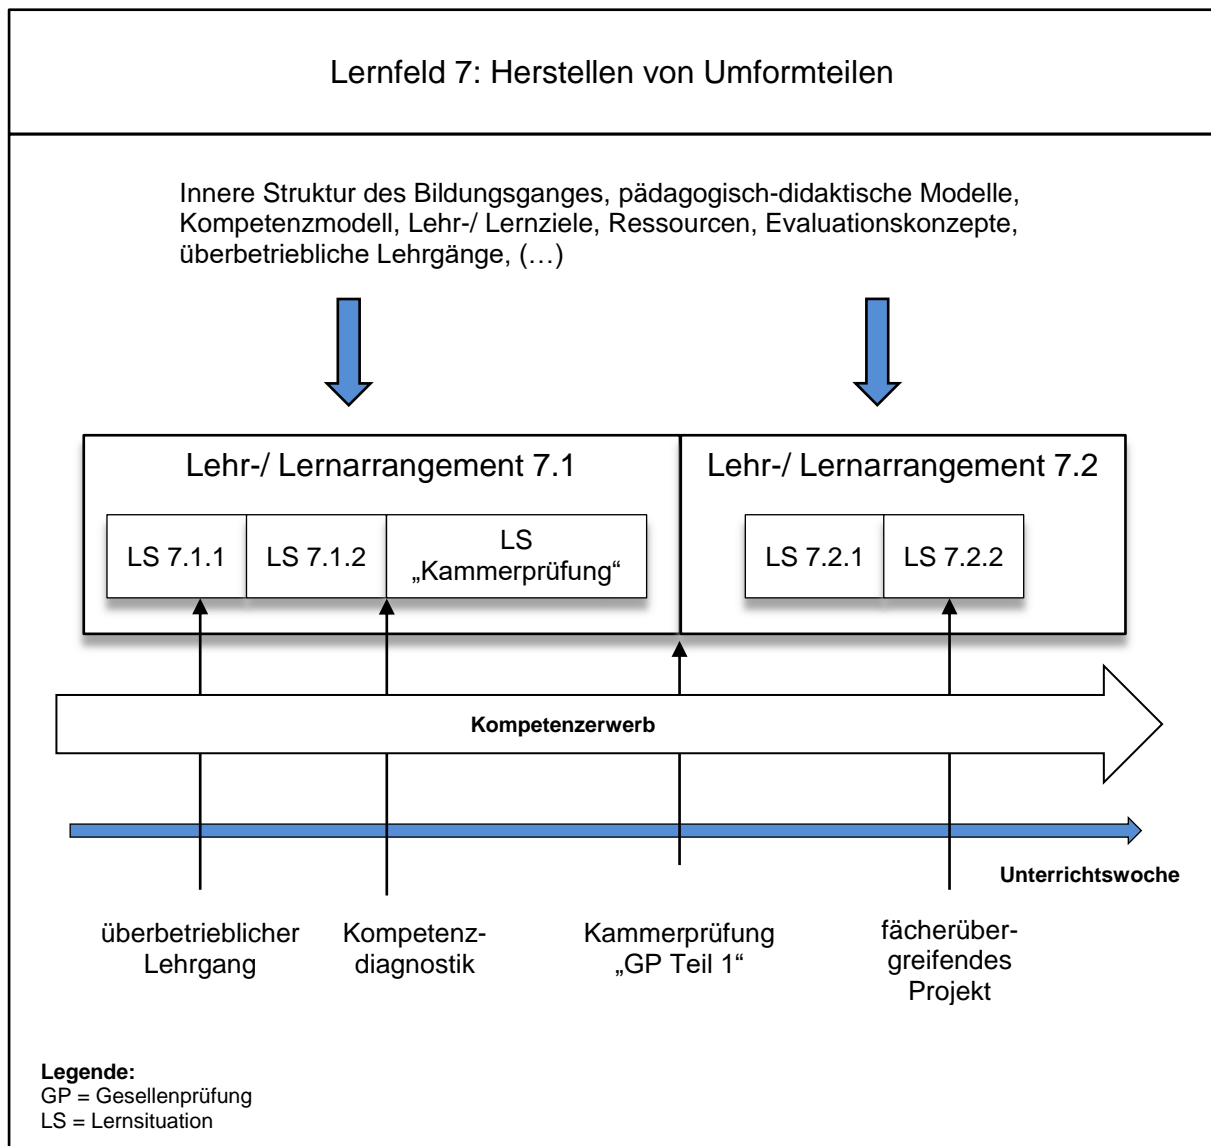 Lernfeld 7: Herstellen von Umformteilen
Innere Struktur des Bildungsganges, pädagogisch-didaktische Modelle,
Kompetenzmodell, Lehr-/ Lernziele, Ressourcen, Evaluationskonzepte,
überbetriebliche Lehrgänge, (…)
Lehr-/ Lernarrangement 7.1
LS 7.1.1
LS 7.1.2
LS
„Kammerprüfung“
Lehr-/ Lernarrangement 7.2
LS 7.2.1
LS 7.2.2
Kompetenzerwerb
Unterrichtswoche
überbetrieblicher
Lehrgang
Kompetenz-
diagnostik
Kammerprüfung
„GP Teil 1“
fächerüber-
greifendes
Projekt
Legende:
GP = Gesellenprüfung
LS = Lernsituation